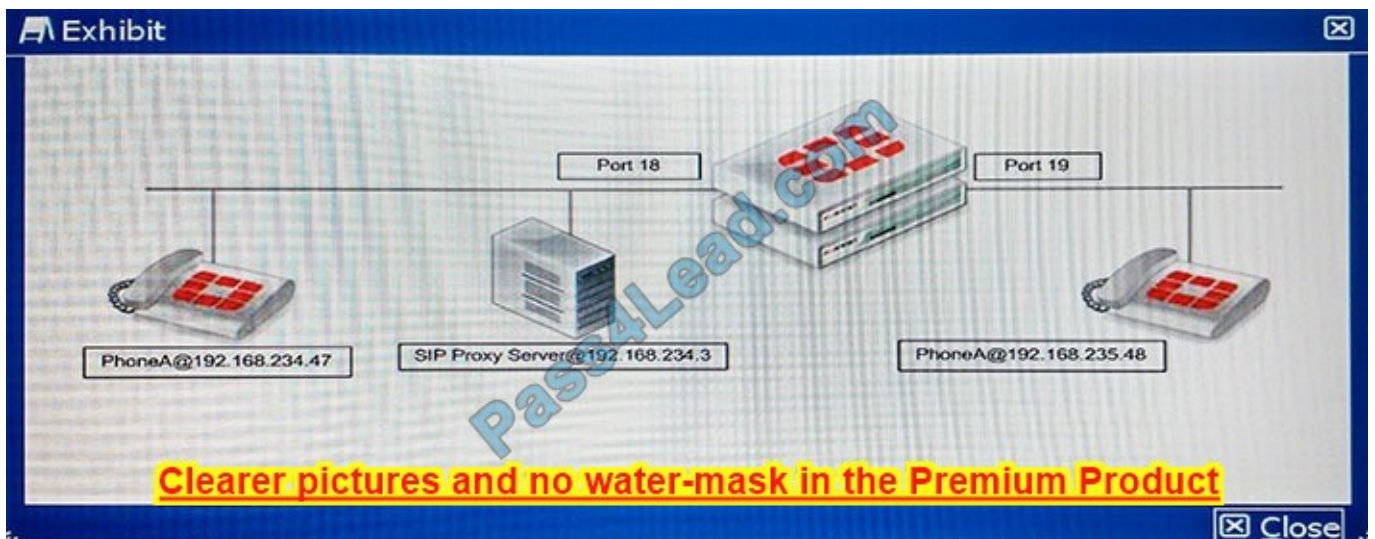 Exhibit
Port 18
Port 19
PhoneA@192.168.234.47
SIP Proxy Server@192.168.234.3
PhoneA@192.168.235.48
Pass4Lead.com
Clearer pictures and no water-mask in the Premium Product
Close